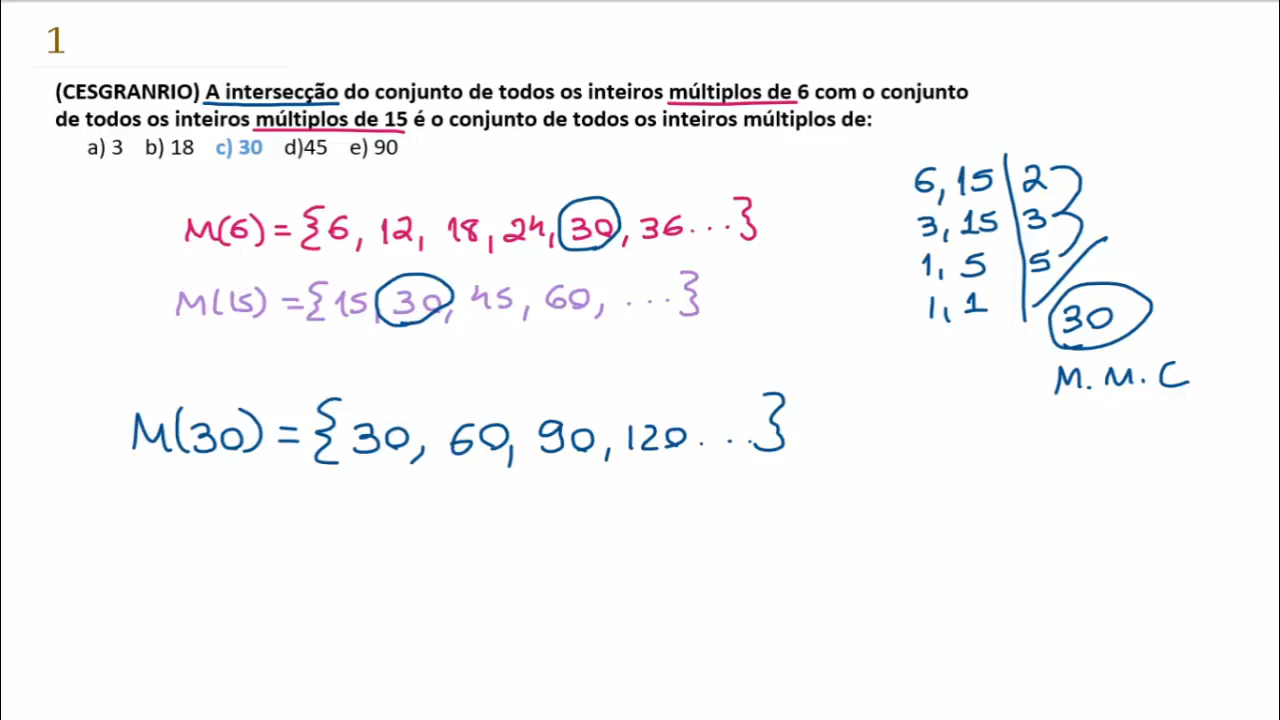 1
(CESGRANRIO) A intersecção do conjunto de todos os inteiros múltiplos de 6 com o conjunto
de todos os inteiros múltiplos de 15 é o conjunto de todos os inteiros múltiplos de:
a) 3 b) 18 c) 30 d)45 e) 90
M(6) = {6, 12, 18, 24, 30, 36...}
M(15) = {15, 30, 45, 60, ...}
M(30) = {30, 60, 90, 120...}
6, 15 | 2
3, 15 | 3
1, 5 | 5
1, 1
30
M.M.C